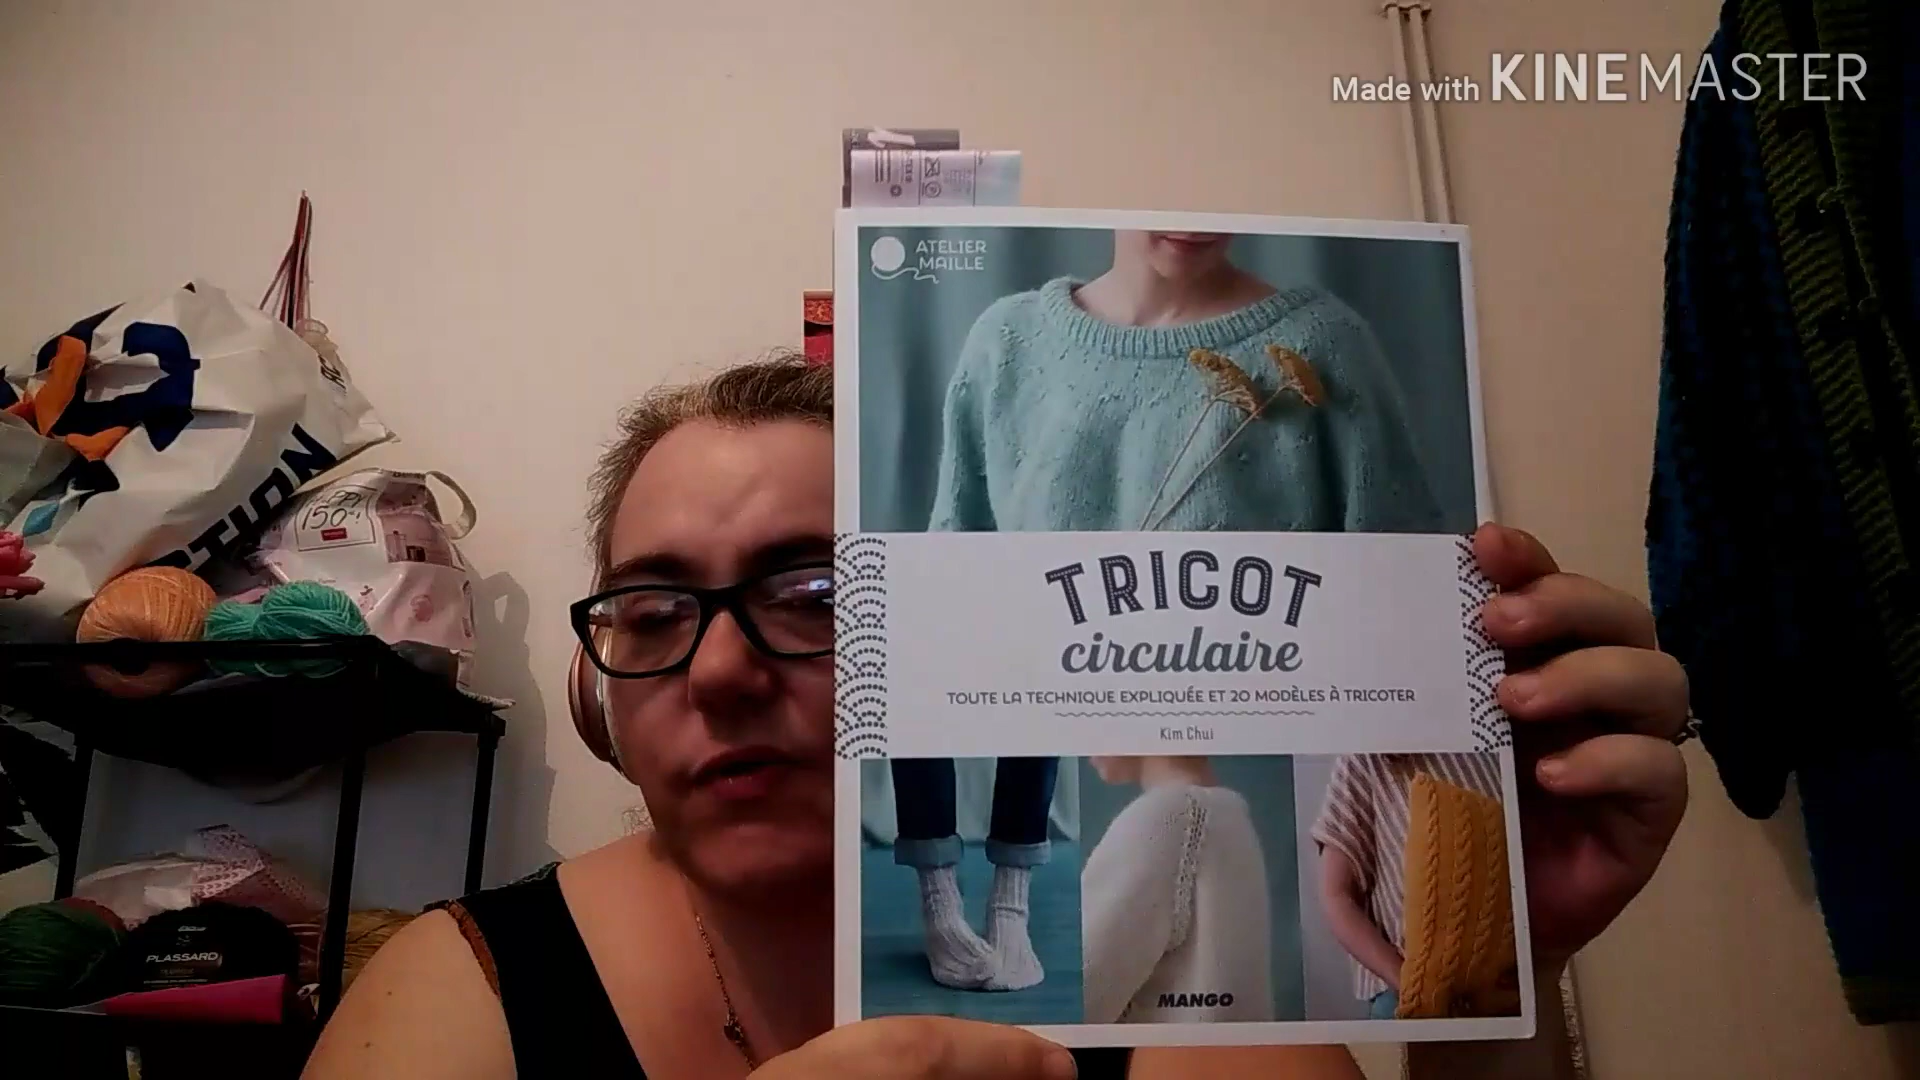 Made with KINEMASTER
ATELIER
MAILLE
TRICOT
circulaire
TOUTE LA TECHNIQUE EXPLIQUÉE ET 20 MODÈLES À TRICOTER
Kim Chui
MANGO
150
PLASSARD